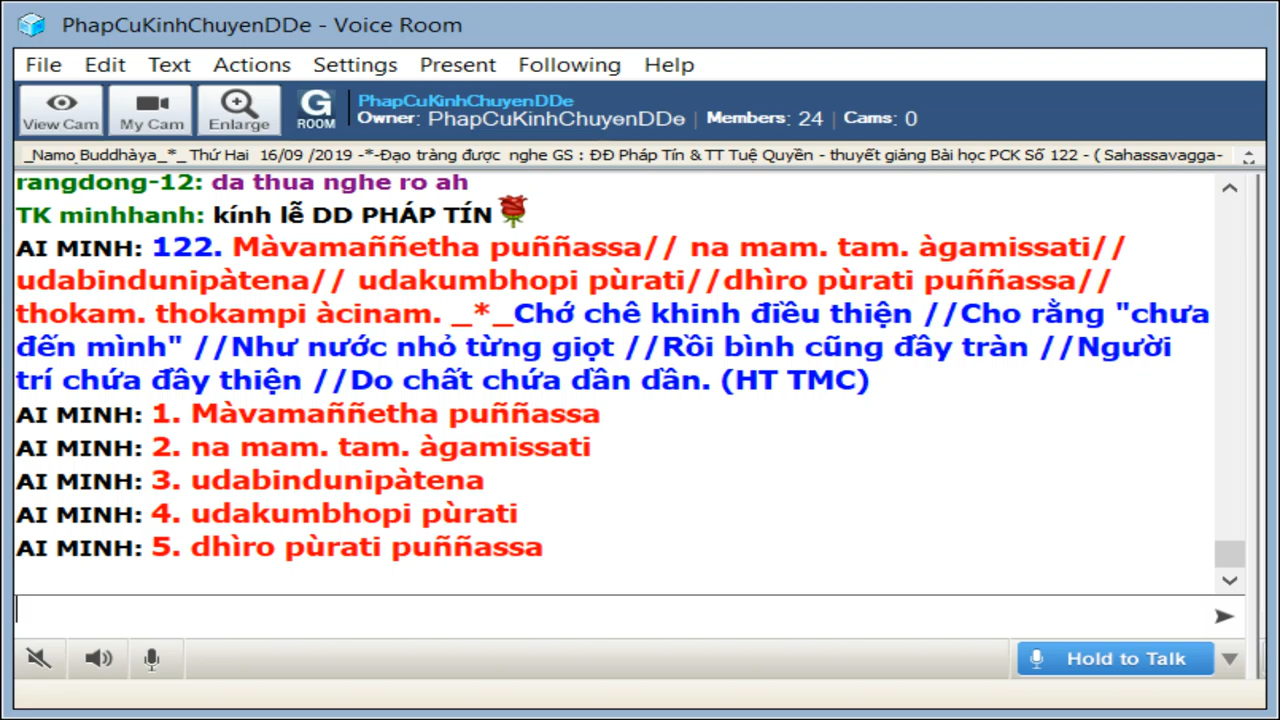 PhapCuKinhChuyenDDe - Voice Room
File Edit Text Actions Settings Present Following Help
View Cam My Cam Enlarge G ROOM
PhapCuKinhChuyenDDe
Owner: PhapCuKinhChuyenDDe | Members: 24 | Cams: 0
_Namo Buddhàya_*_ Thứ Hai 16/09 /2019 -*-Đạo tràng được nghe GS : ĐĐ Pháp Tín & TT Tuệ Quyền - thuyết giảng Bài học PCK Số 122 - ( Sahassavagga-
rangdong-12: da thua nghe ro ah
TK minhhanh: kính lễ DD PHÁP TÍN
AI MINH: 122. Màvamaññetha puññassa// na mam. tam. àgamissati//
udabindunipàtena// udakumbhopi pùrati//dhìro pùrati puññassa//
thokam. thokampi àcinam. _*_Chớ chê khinh điều thiện //Cho rằng "chưa
đến mình" //Như nước nhỏ từng giọt //Rồi bình cũng đầy tràn //Người
trí chứa đầy thiện //Do chất chứa dần dần. (HT TMC)
AI MINH: 1. Màvamaññetha puññassa
AI MINH: 2. na mam. tam. àgamissati
AI MINH: 3. udabindunipàtena
AI MINH: 4. udakumbhopi pùrati
AI MINH: 5. dhìro pùrati puññassa
Hold to Talk